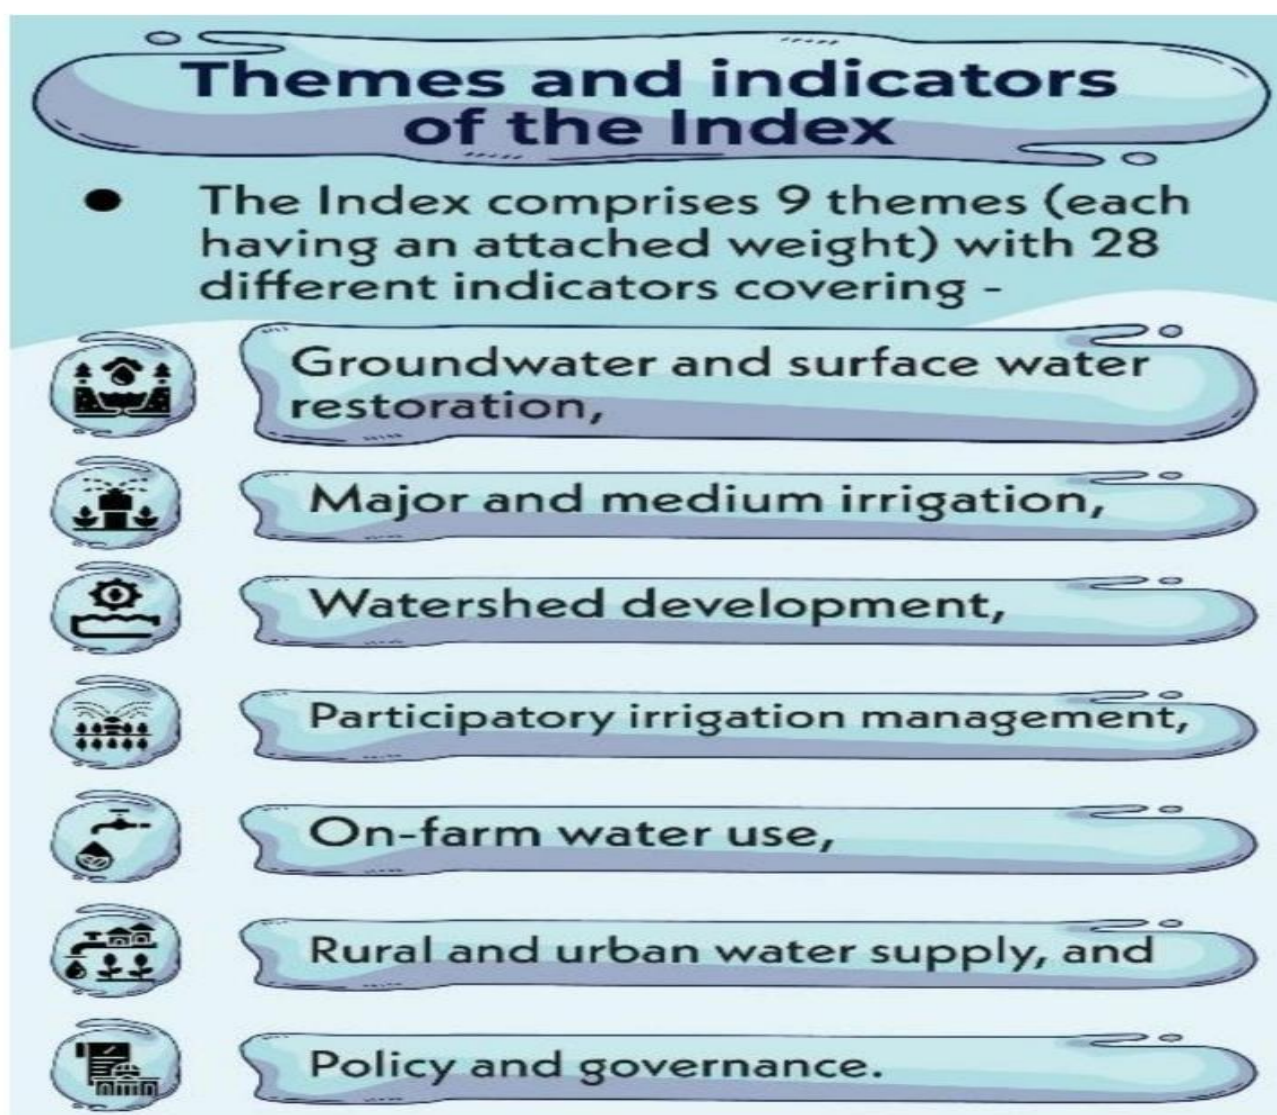 Themes and indicators
of the Index
● The Index comprises 9 themes (each
having an attached weight) with 28
different indicators covering -
Groundwater and surface water
restoration,
Major and medium irrigation,
Watershed development,
Participatory irrigation management,
On-farm water use,
Rural and urban water supply, and
Policy and governance.